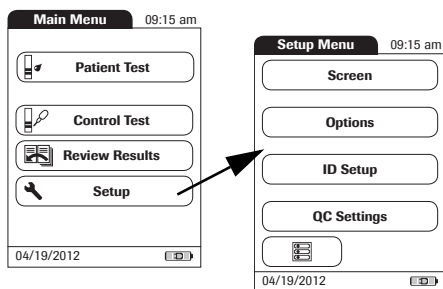 Main Menu 09:15 am
Patient Test
Control Test
Review Results
Setup
04/19/2012
Setup Menu 09:15 am
Screen
Options
ID Setup
QC Settings
04/19/2012